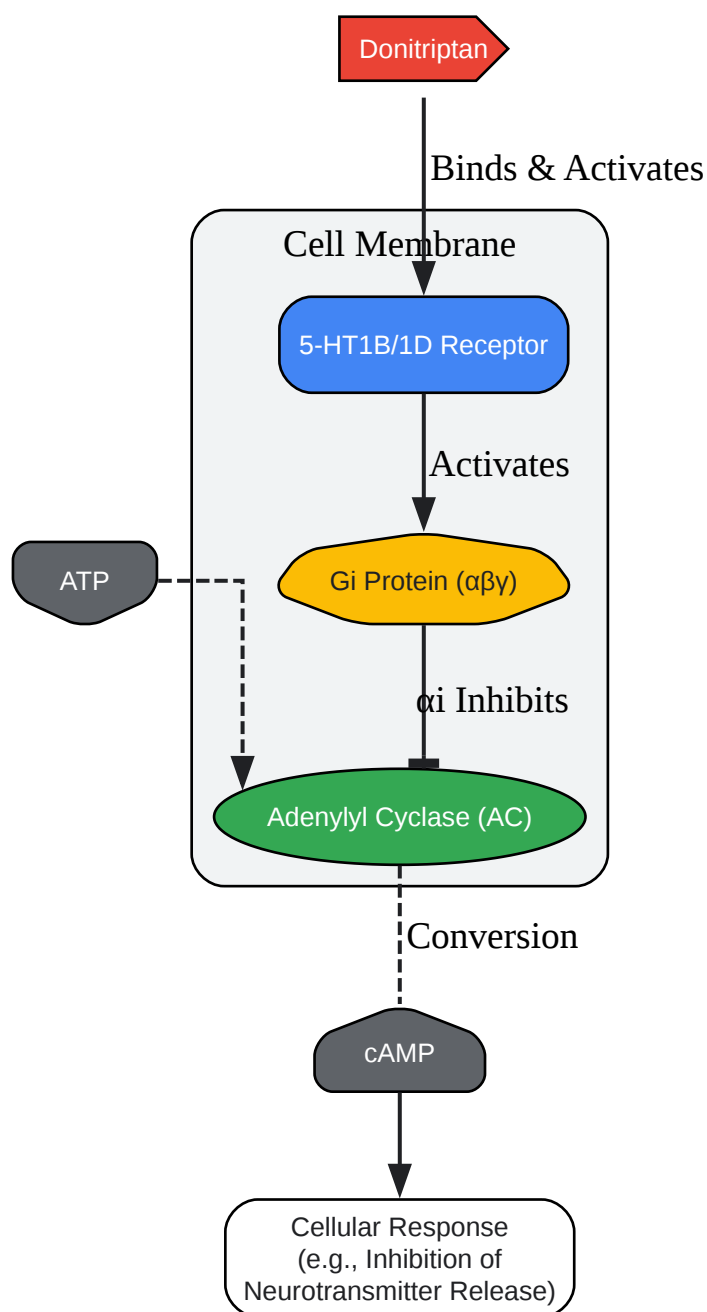 Donitriptan
Binds & Activates
Cell Membrane
5-HT1B/1D Receptor
Activates
ATP
Gi Protein (αβγ)
αi Inhibits
Adenylyl Cyclase (AC)
Conversion
cAMP
Cellular Response
(e.g., Inhibition of
Neurotransmitter Release)